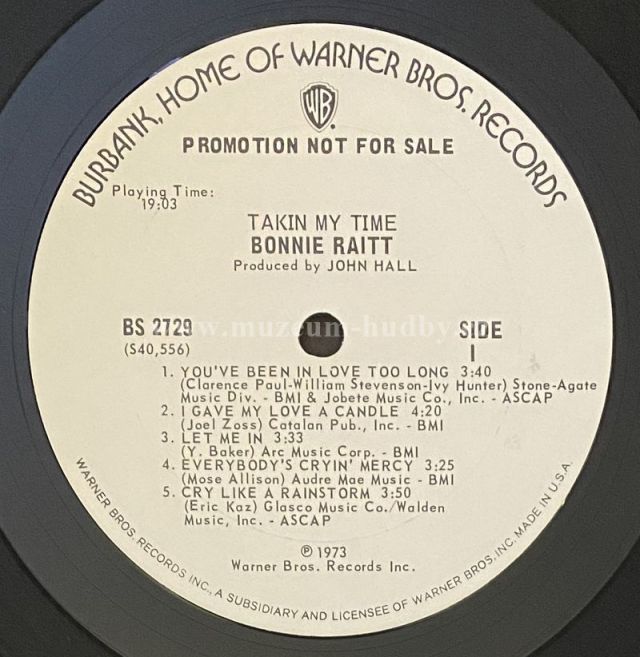 BURBANK, HOME OF WARNER BROS. RECORDS
WB
PROMOTION NOT FOR SALE
Playing Time:
19:03
TAKIN MY TIME
BONNIE RAITT
Produced by JOHN HALL
BS 2729
(S40,556)
SIDE
1
www.muzeum-hudby
1. YOU'VE BEEN IN LOVE TOO LONG 3:40
(Clarence Paul-William Stevenson-Ivy Hunter) Stone-Agate
Music Div. - BMI & Jobete Music Co., Inc. - ASCAP
2. I GAVE MY LOVE A CANDLE 4:20
(Joel Zoss) Catalan Pub., Inc. - BMI
3. LET ME IN 3:33
(Y. Baker) Arc Music Corp. - BMI
4. EVERYBODY'S CRYIN' MERCY 3:25
(Mose Allison) Audre Mae Music - BMI
5. CRY LIKE A RAINSTORM 3:50
(Eric Kaz) Glasco Music Co./Walden
Music, Inc. - ASCAP
℗ 1973
Warner Bros. Records Inc.
WARNER BROS. RECORDS INC., A SUBSIDIARY AND LICENSEE OF WARNER BROS. INC. MADE IN U.S.A.